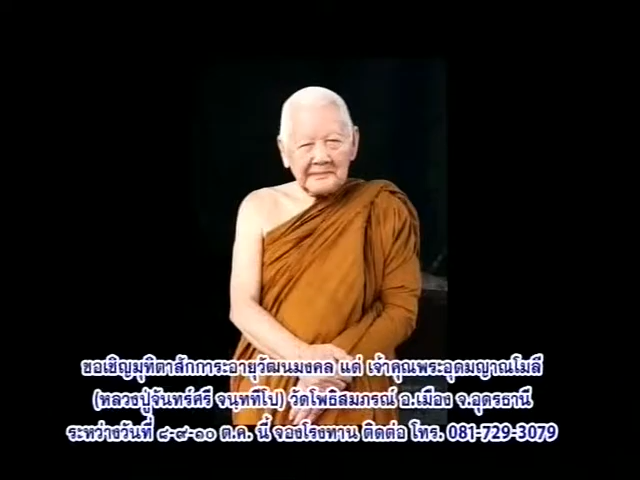 ขอเชิญมุทิตาสักการะอายุวัฒนมงคล แด่ เจ้าคุณพระอุดมญาณโมลี
(หลวงปู่จันทร์ศรี จนฺททีโป) วัดโพธิสมภรณ์ อ.เมือง จ.อุดรธานี
ระหว่างวันที่ ๘-๙-๑๐ ต.ค. นี้ จองโรงทาน ติดต่อ โทร. 081-729-3079